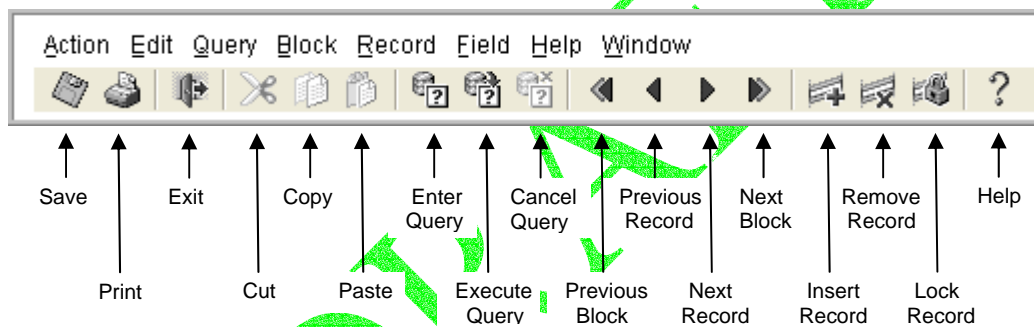 Action Edit Query Block Record Field Help Window
Save Exit Copy Enter Query Cancel Query Previous Record Next Block Remove Record Help
Print Cut Paste Execute Query Previous Block Next Record Insert Record Lock Record